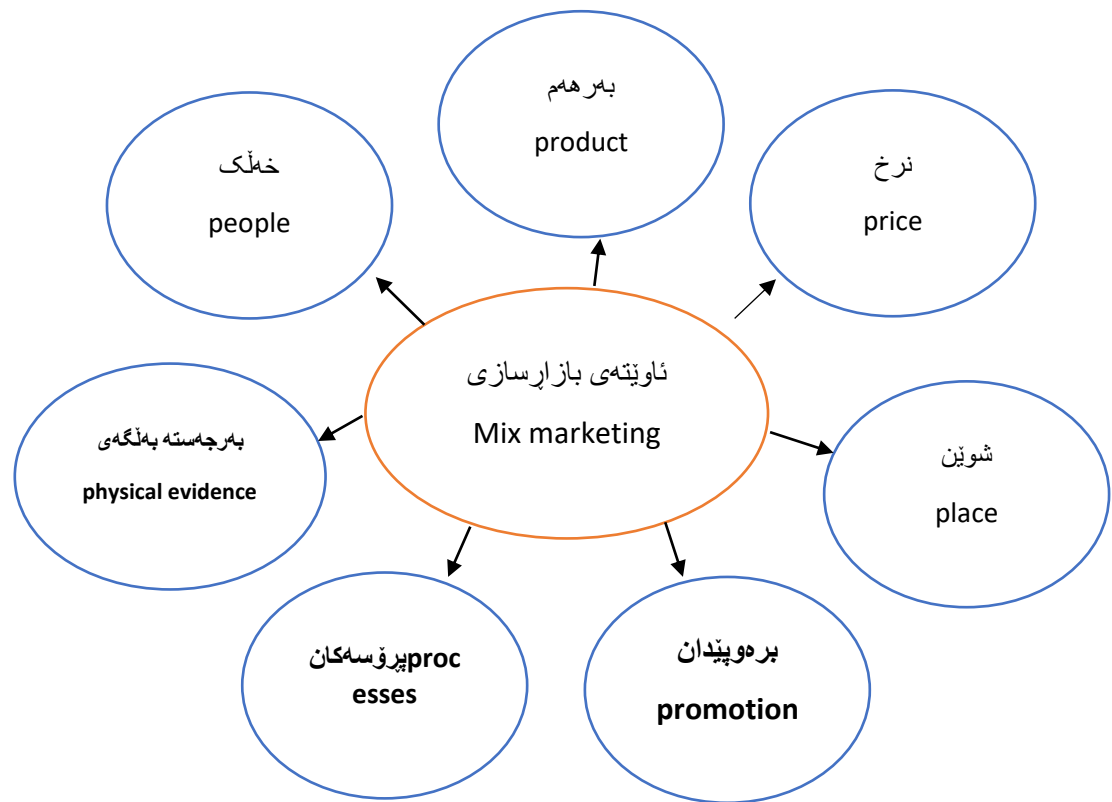 بەرهەم
product
خەڵک
people
نرخ
price
ئاوێتەی بازاڕسازی
Mix marketing
بەرجەستە بەڵگەی
physical evidence
شوێن
place
پڕۆسەکانproc
esses
برەوپێدان
promotion